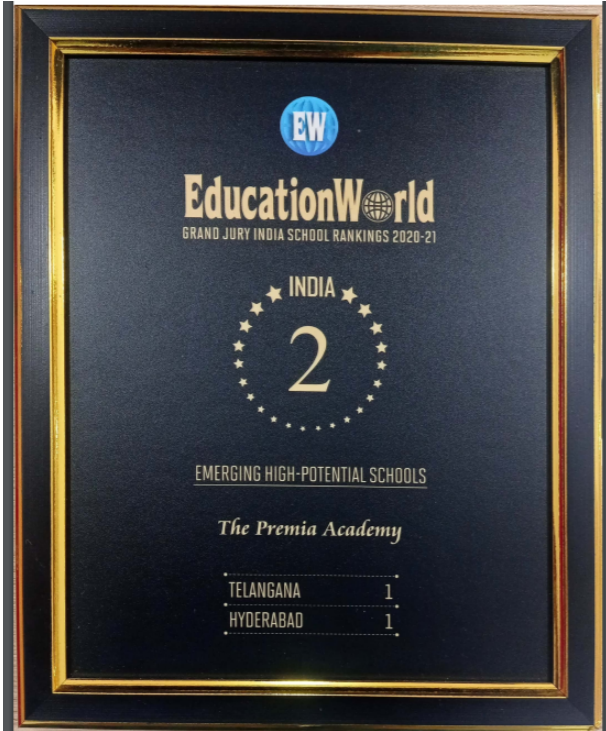 EW
EducationWorld
GRAND JURY INDIA SCHOOL RANKINGS 2020-21
INDIA
2
EMERGING HIGH-POTENTIAL SCHOOLS
The Premia Academy
TELANGANA 1
HYDERABAD 1